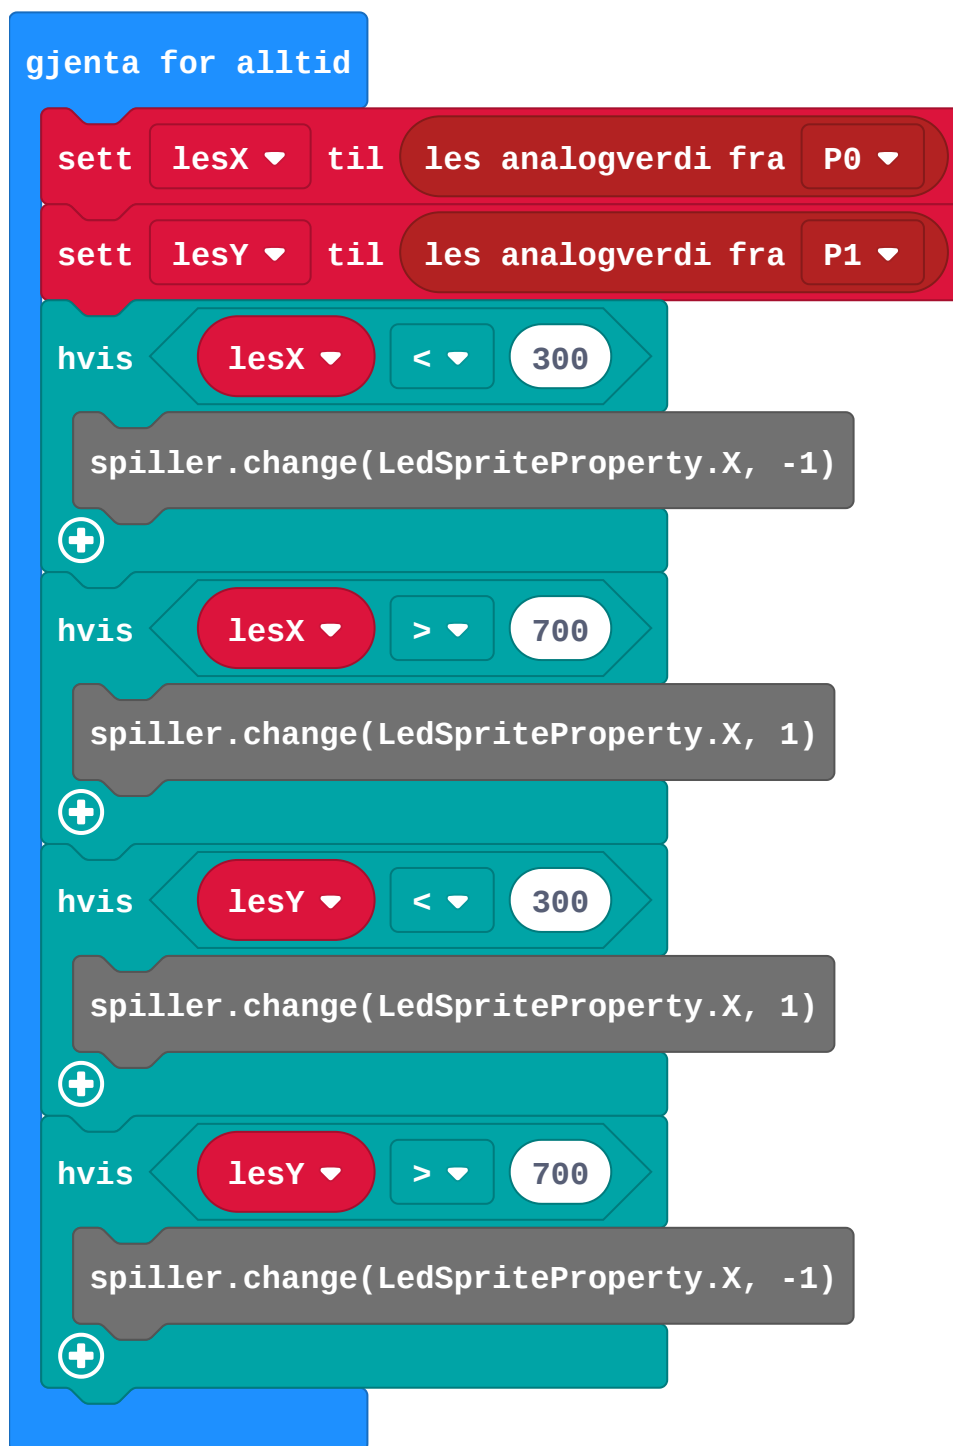 gjenta for alltid
sett lesX til les analogverdi fra P0
sett lesY til les analogverdi fra P1
hvis lesX < 300
spiller.change(LedSpriteProperty.X, -1)
hvis lesX > 700
spiller.change(LedSpriteProperty.X, 1)
hvis lesY < 300
spiller.change(LedSpriteProperty.X, 1)
hvis lesY > 700
spiller.change(LedSpriteProperty.X, -1)